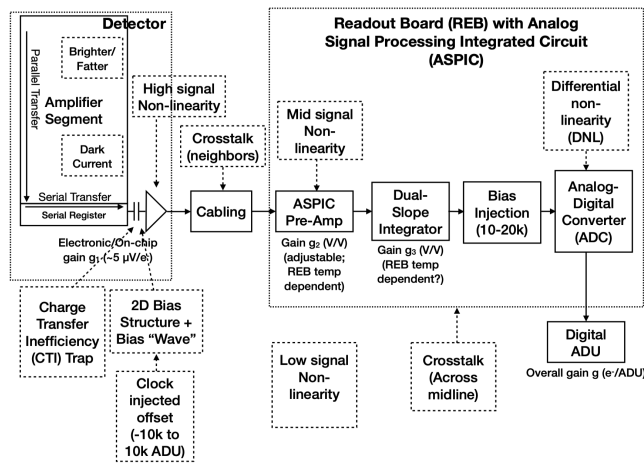 Detector
Brighter/
Fatter
Parallel Transfer
Amplifier
Segment
Dark
Current
Serial Transfer
Serial Register
Electronic/On-chip
gain g₁ (~5 μV/e-)
High signal
Non-linearity
Crosstalk
(neighbors)
Cabling
Charge
Transfer
Inefficiency
(CTI) Trap
2D Bias
Structure +
Bias “Wave”
Clock
injected
offset
(-10k to
10k ADU)
Readout Board (REB) with Analog
Signal Processing Integrated Circuit
(ASPIC)
Mid signal
Non-
linearity
ASPIC
Pre-Amp
Gain g₂ (V/V)
(adjustable;
REB temp
dependent)
Dual-
Slope
Integrator
Gain g₃ (V/V)
(REB temp
dependent?)
Bias
Injection
(10-20k)
Differential
non-
linearity
(DNL)
Analog-
Digital
Converter
(ADC)
Low signal
Non-
linearity
Crosstalk
(Across
midline)
Digital
ADU
Overall gain g (e-/ADU)